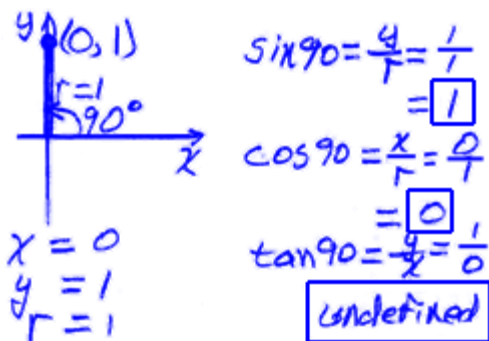 y (0,1)
r=1
90°
x
x = 0
y = 1
r = 1
sin90 = y/r = 1/1
= 1
cos90 = x/r = 0/1
= 0
tan90 = y/x = 1/0
undefined